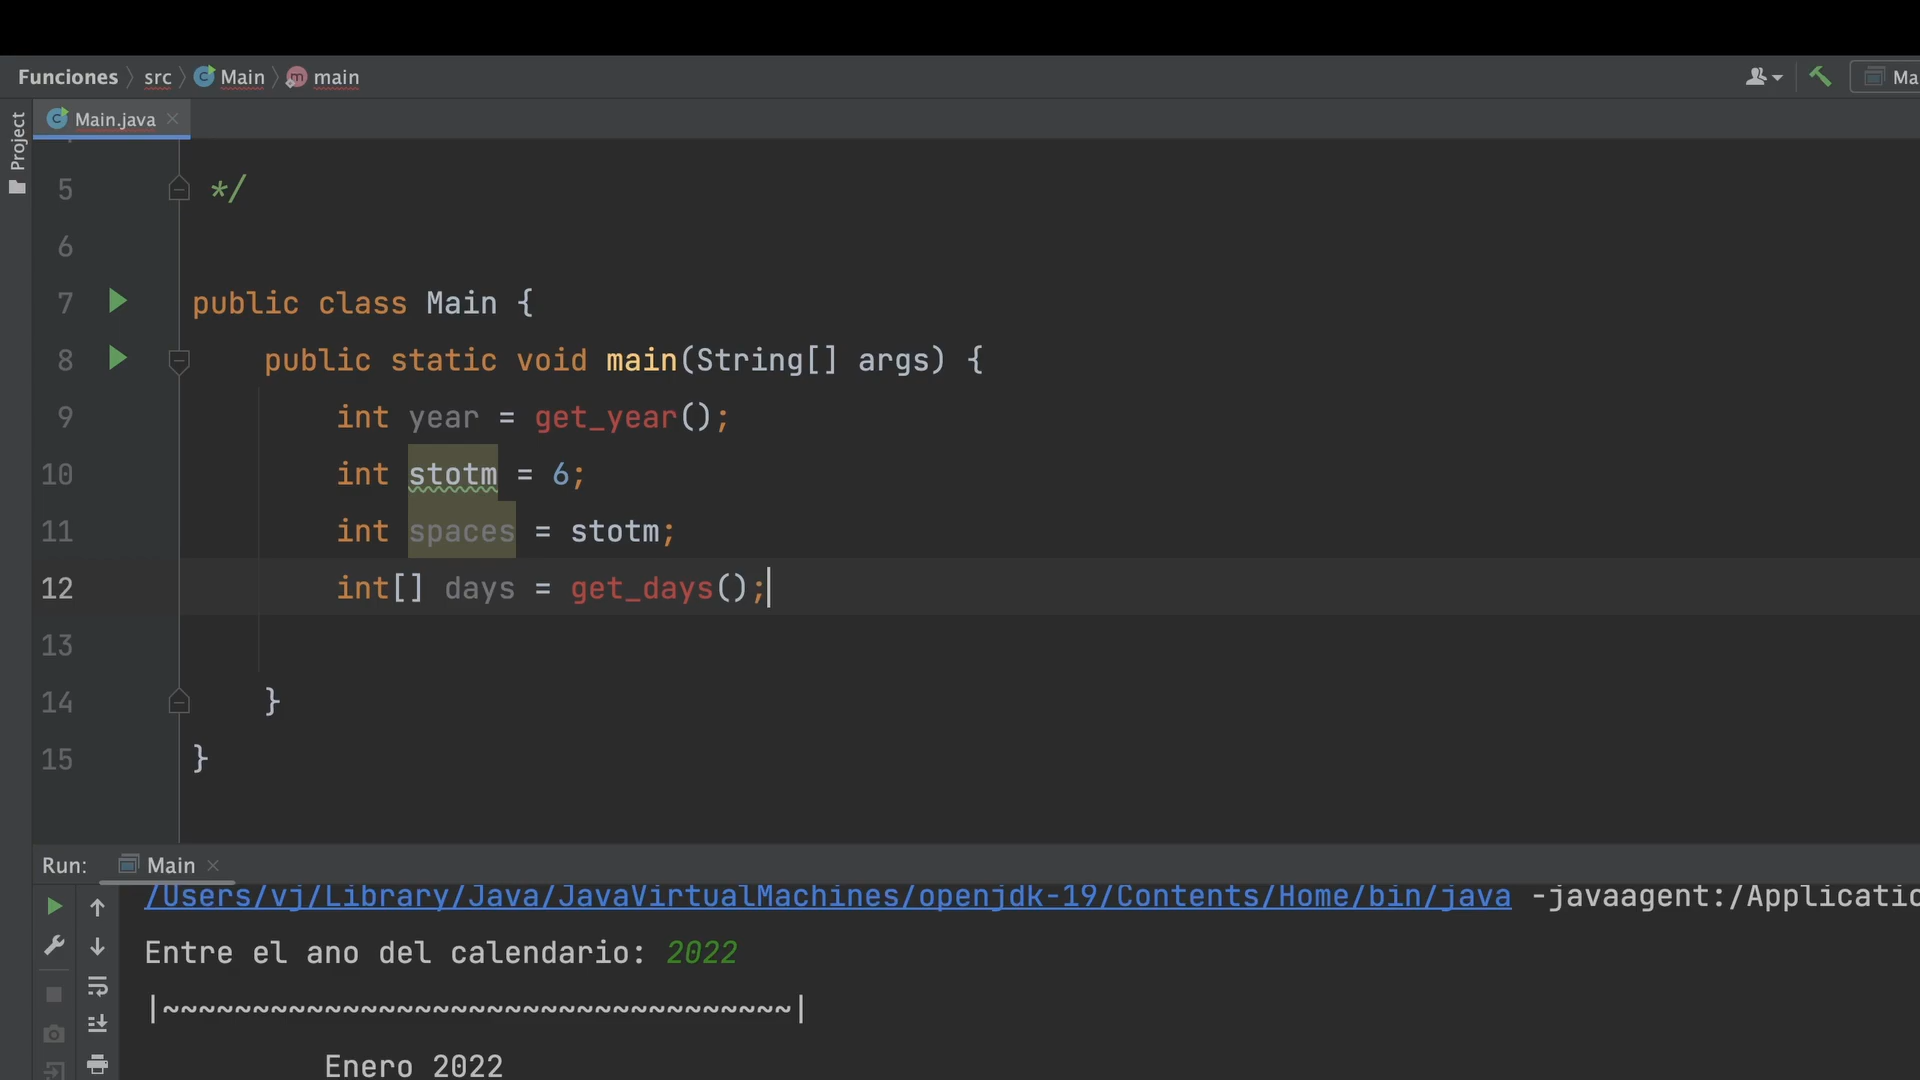 Funciones src Main main
Ma
Project
Main.java
5 */
6
7 public class Main {
8 public static void main(String[] args) {
9 int year = get_year();
10 int stotm = 6;
11 int spaces = stotm;
12 int[] days = get_days();
13
14 }
15 }
Run: Main
/Users/vj/Library/Java/JavaVirtualMachines/openjdk-19/Contents/Home/bin/java -javaagent:/Applicatio
Entre el ano del calendario: 2022
|~~~~~~~~~~~~~~~~~~~~~~~~~~~~~~~~~~~|
Enero 2022